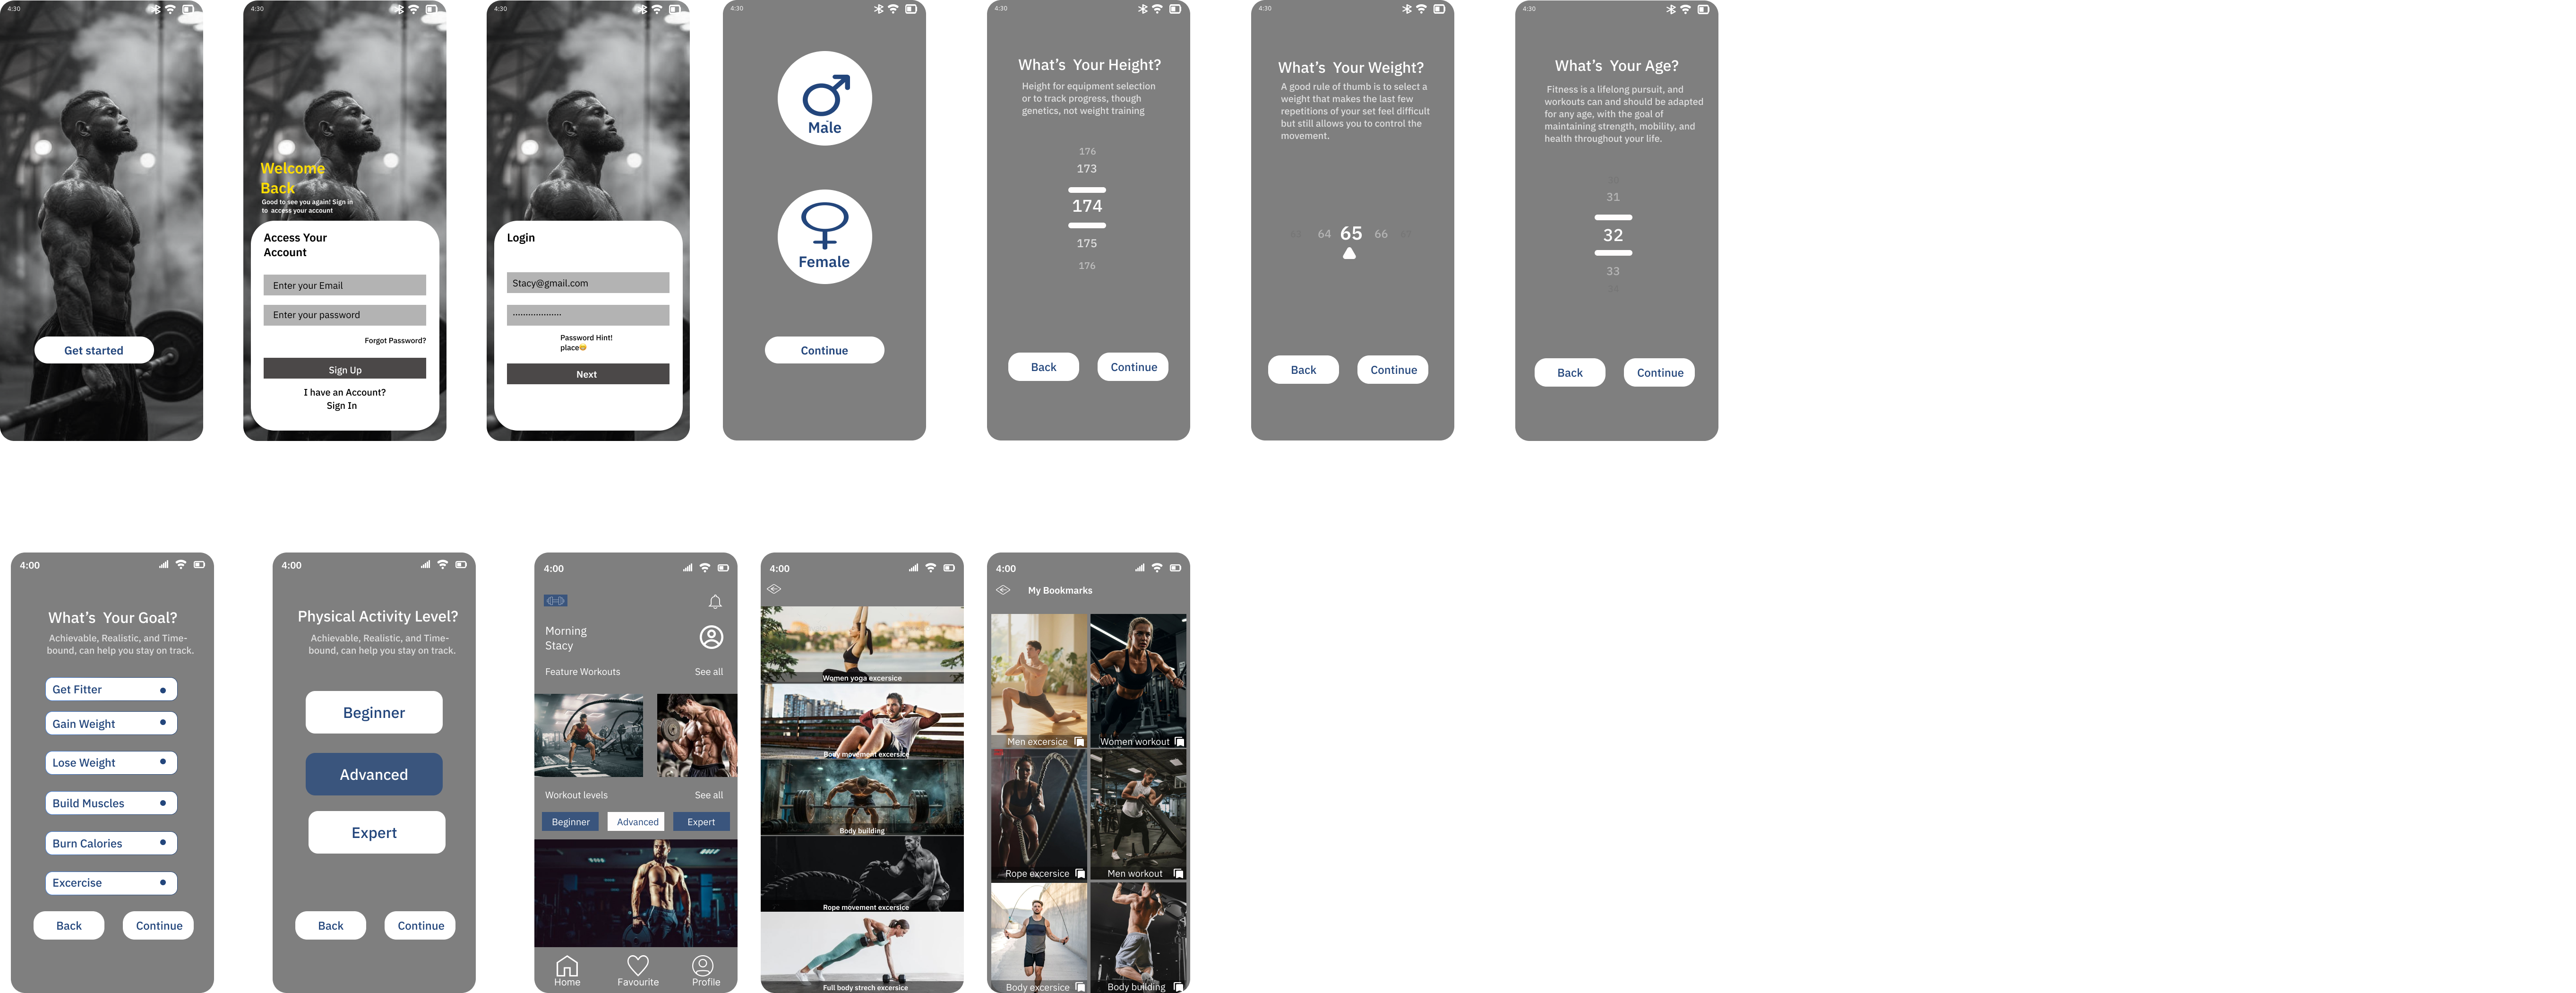 4:30
Get started
4:30
Welcome
Back
Good to see you again! Sign in
to access your account
Access Your
Account
Enter your Email
Enter your password
Forgot Password?
Sign Up
I have an Account?
Sign In
4:30
Login
Stacy@gmail.com
Password Hint!
place
Next
4:30
Male
Female
Continue
4:30
What's Your Height?
Height for equipment selection
or to track progress, though
genetics, not weight training
176
173
174
175
176
Back Continue
4:30
What's Your Weight?
A good rule of thumb is to select a
weight that makes the last few
repetitions of your set feel difficult
but still allows you to control the
movement.
63 64 65 66 67
Back Continue
4:30
What's Your Age?
Fitness is a lifelong pursuit, and
workouts can and should be adapted
for any age, with the goal of
maintaining strength, mobility, and
health throughout your life.
31
32
33
Back Continue
4:00
What's Your Goal?
Achievable, Realistic, and Time-
bound, can help you stay on track.
Get Fitter
Gain Weight
Lose Weight
Build Muscles
Burn Calories
Excercise
Back Continue
4:00
Physical Activity Level?
Achievable, Realistic, and Time-
bound, can help you stay on track.
Beginner
Advanced
Expert
Back Continue
4:00
Morning
Stacy
Feature Workouts See all
Workout levels See all
Beginner Advanced Expert
Home Favourite Profile
4:00
Women yoga excersice
Body movement excersice
Body building
Rope movement excersice
Full body strech excersice
4:00
My Bookmarks
Men excersice Women workout
Rope excersice Men workout
Body excersice Body building